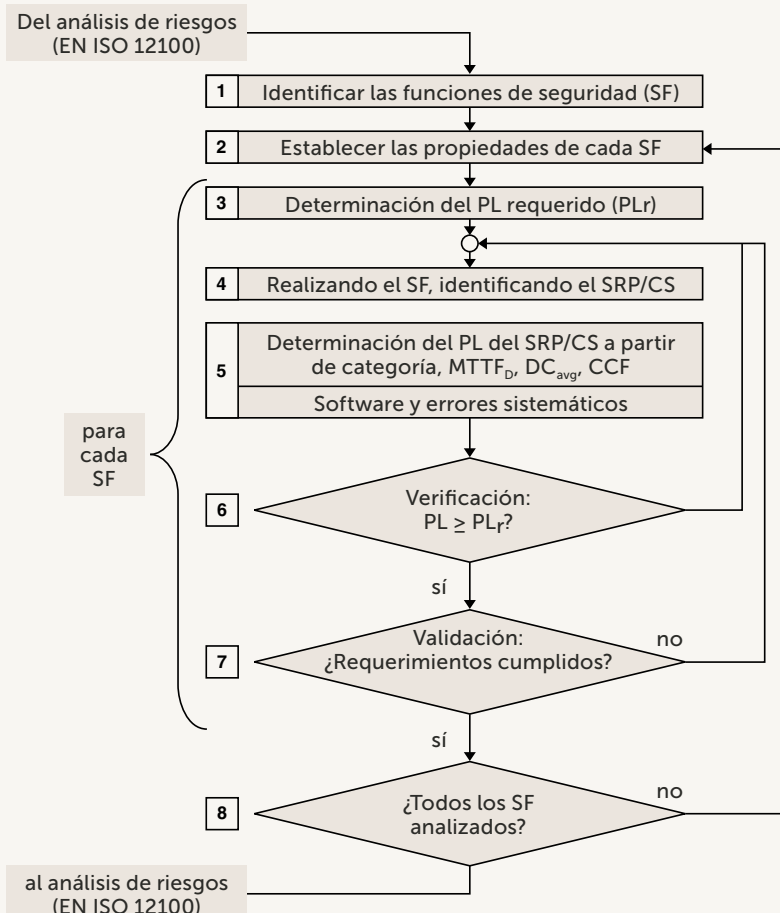 Del análisis de riesgos
(EN ISO 12100)
1 Identificar las funciones de seguridad (SF)
2 Establecer las propiedades de cada SF
3 Determinación del PL requerido (PLr)
4 Realizando el SF, identificando el SRP/CS
5 Determinación del PL del SRP/CS a partir
de categoría, MTTF_D, DC_avg, CCF
Software y errores sistemáticos
para
cada
SF
6 Verificación:
PL ≥ PLr?
sí
7 Validación:
¿Requerimientos cumplidos?
no
sí
8 ¿Todos los SF
analizados?
no
al análisis de riesgos
(EN ISO 12100)